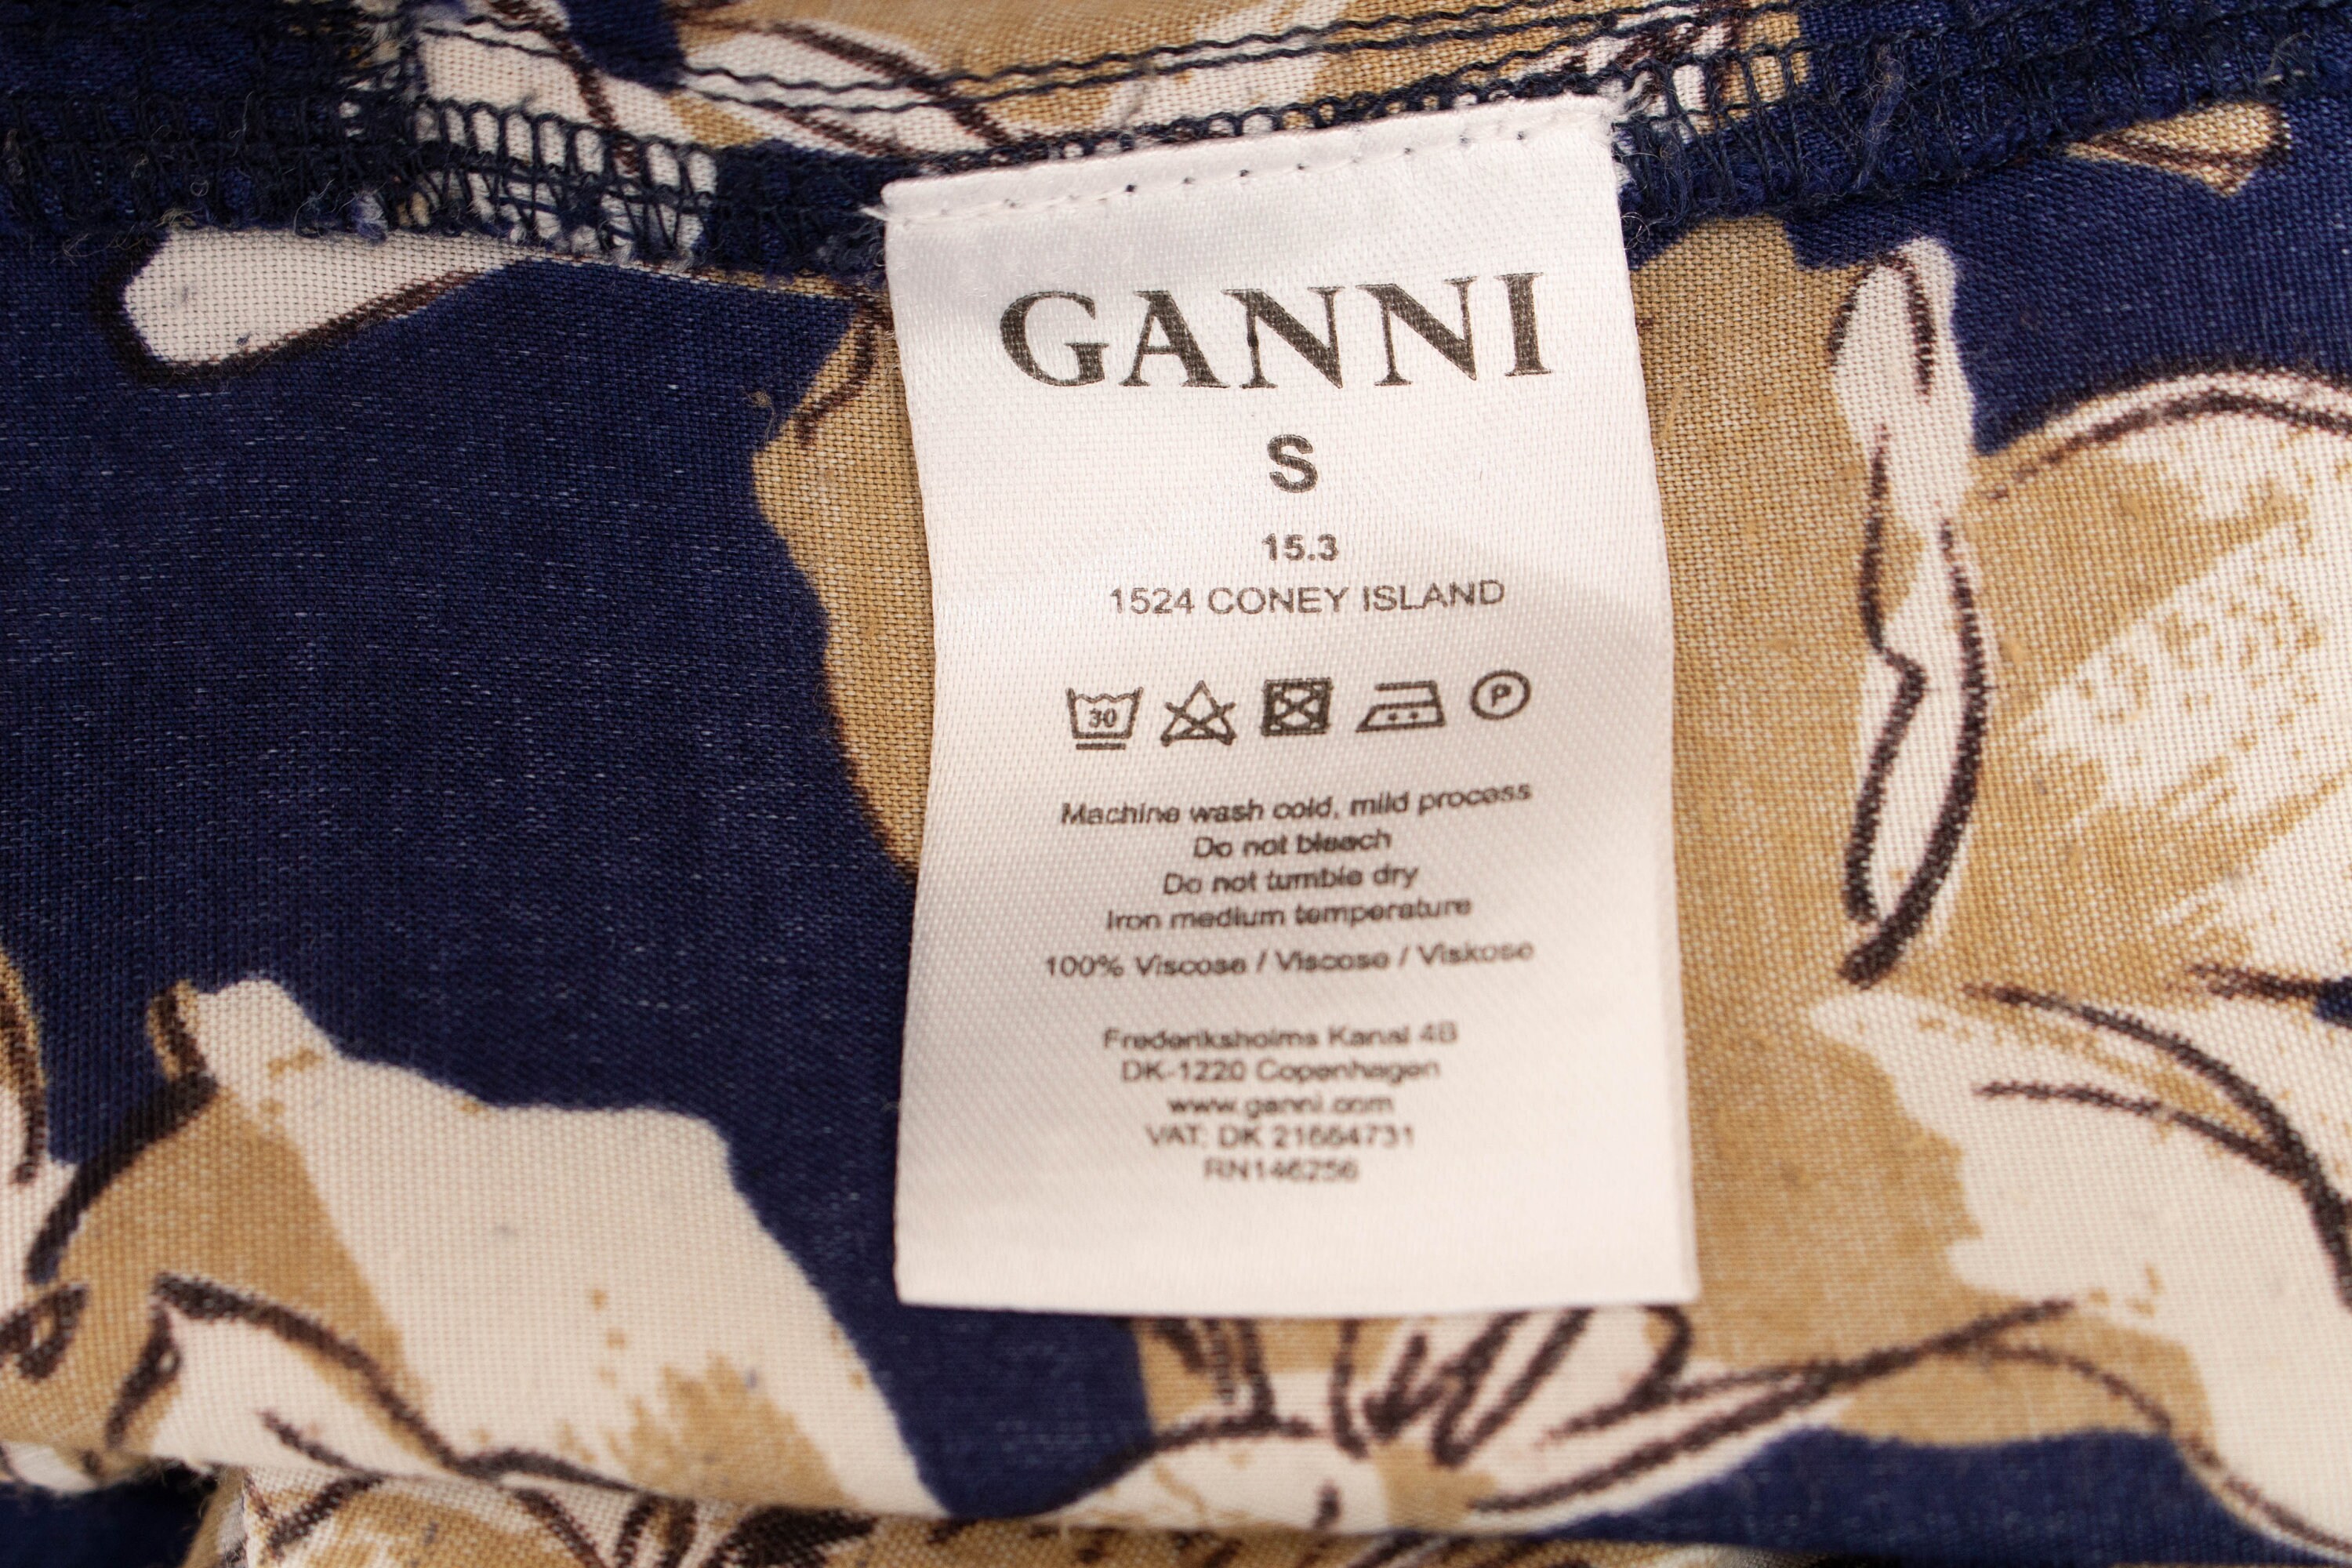 GANNI
S
15.3
1524 CONEY ISLAND
30 P
Machine wash cold, mild process
Do not bleach
Do not tumble dry
Iron medium temperature
100% Viscose / Viscose / Viskose
Frederiksholms Kanal 4B
DK-1220 Copenhagen
www.ganni.com
VAT: DK 21664731
RN146256